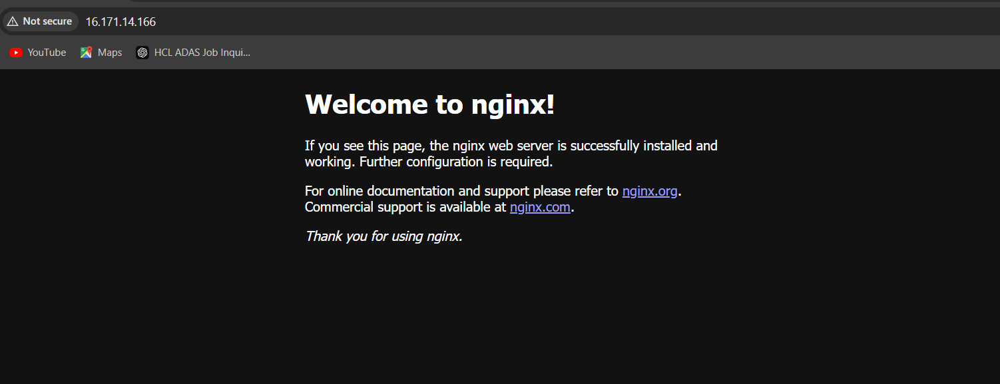 Not secure 16.171.14.166
YouTube Maps HCL ADAS Job Inqui...
Welcome to nginx!
If you see this page, the nginx web server is successfully installed and
working. Further configuration is required.
For online documentation and support please refer to nginx.org.
Commercial support is available at nginx.com.
Thank you for using nginx.